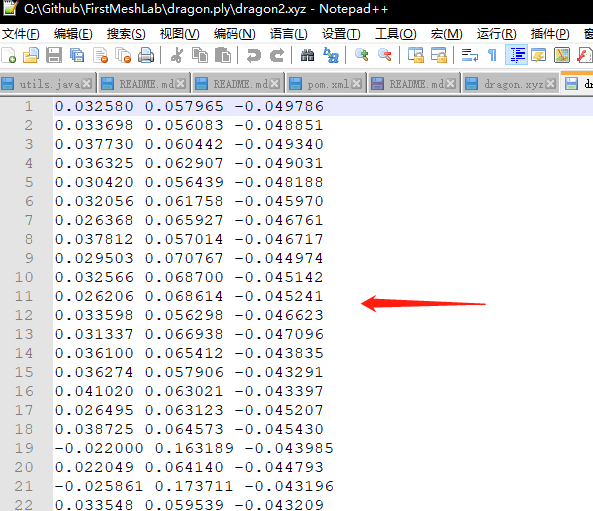 Q:\Github\FirstMeshLab\dragon.ply\dragon2.xyz - Notepad++
文件(F) 编辑(E) 搜索(S) 视图(V) 编码(N) 语言(L) 设置(T) 工具(O) 宏(M) 运行(R) 插件(P)
utils.java README.md README.md pom.xml README.md dragon.xyz
1 0.032580 0.057965 -0.049786
2 0.033698 0.056083 -0.048851
3 0.037730 0.060442 -0.049340
4 0.036325 0.062907 -0.049031
5 0.030420 0.056439 -0.048188
6 0.032056 0.061758 -0.045970
7 0.026368 0.065927 -0.046761
8 0.037812 0.057014 -0.046717
9 0.029503 0.070767 -0.044974
10 0.032566 0.068700 -0.045142
11 0.026206 0.068614 -0.045241
12 0.033598 0.056298 -0.046623
13 0.031337 0.066938 -0.047096
14 0.036100 0.065412 -0.043835
15 0.036274 0.057906 -0.043291
16 0.041020 0.063021 -0.043397
17 0.026495 0.063123 -0.045207
18 0.038725 0.064573 -0.045430
19 -0.022000 0.163189 -0.043985
20 0.022049 0.064140 -0.044793
21 -0.025861 0.173711 -0.043196
22 0.033548 0.059539 -0.043209